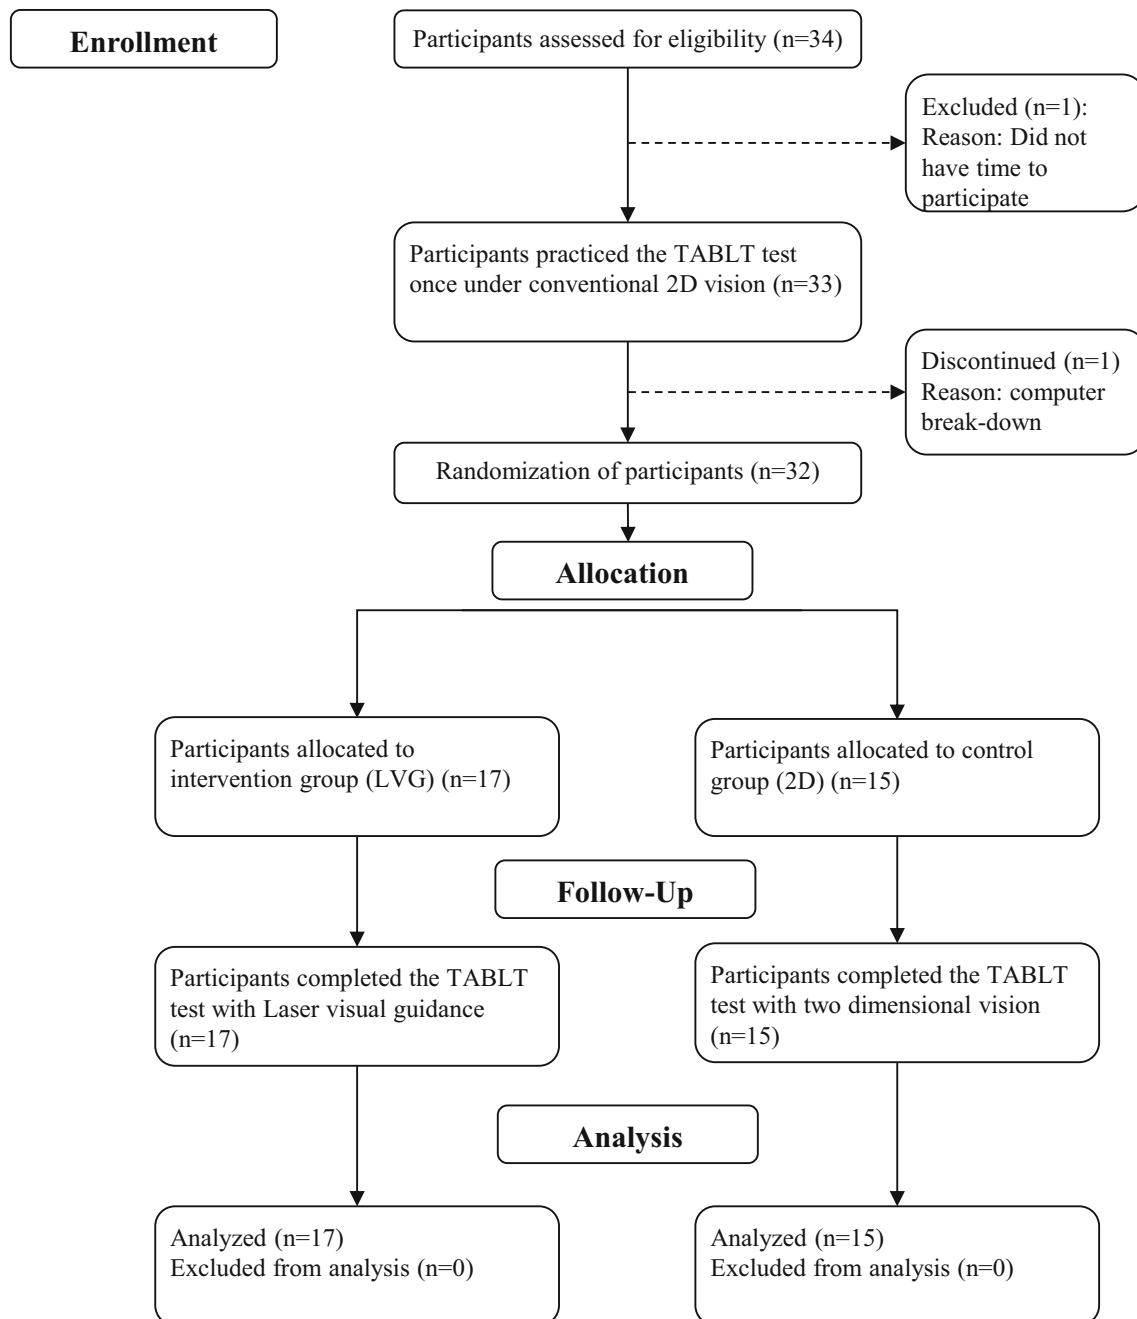 Enrollment
Participants assessed for eligibility (n=34)
Excluded (n=1):
Reason: Did not
have time to
participate
Participants practiced the TABLT test
once under conventional 2D vision (n=33)
Discontinued (n=1)
Reason: computer
break-down
Randomization of participants (n=32)
Allocation
Participants allocated to
intervention group (LVG) (n=17)
Participants allocated to control
group (2D) (n=15)
Follow-Up
Participants completed the TABLT
test with Laser visual guidance
(n=17)
Participants completed the TABLT
test with two dimensional vision
(n=15)
Analysis
Analyzed (n=17)
Excluded from analysis (n=0)
Analyzed (n=15)
Excluded from analysis (n=0)